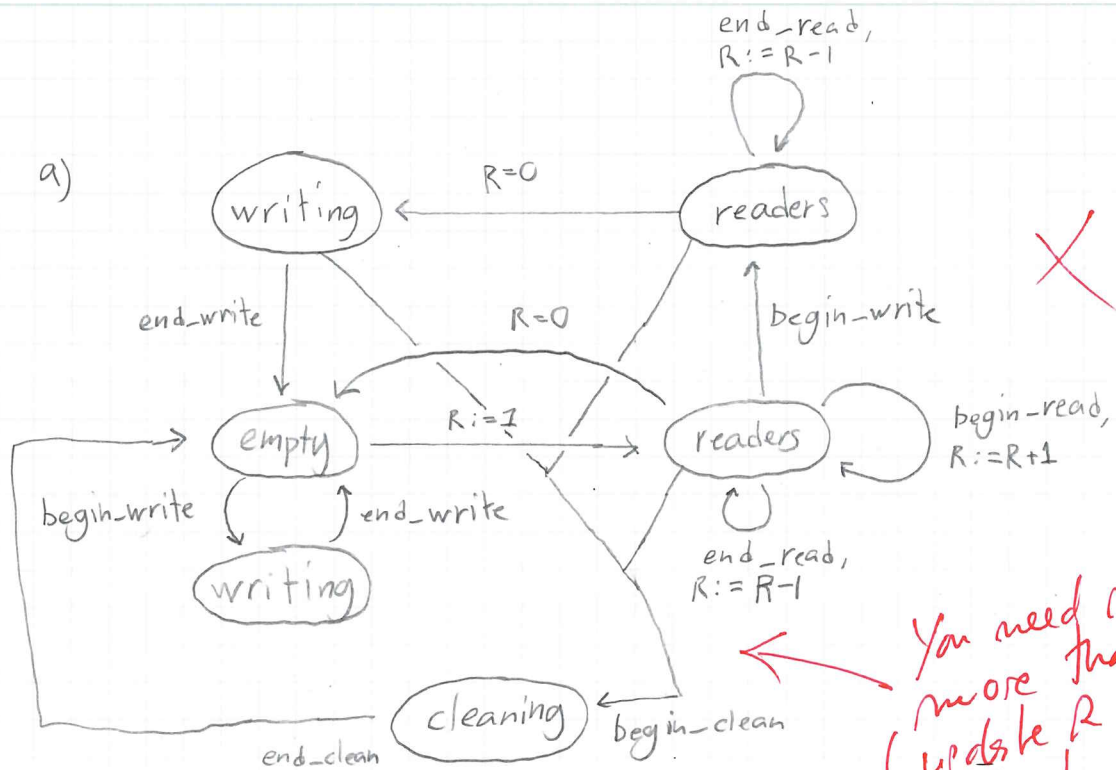 end_read,
R:=R-1
a)
R=0
writing
readers
end_write
R=0
begin_write
R:=1
begin_read,
R:=R+1
empty
readers
begin_write
end_write
end_read,
R:=R-1
writing
You need
more
cleaning
begin_clean
(update R
end_clean